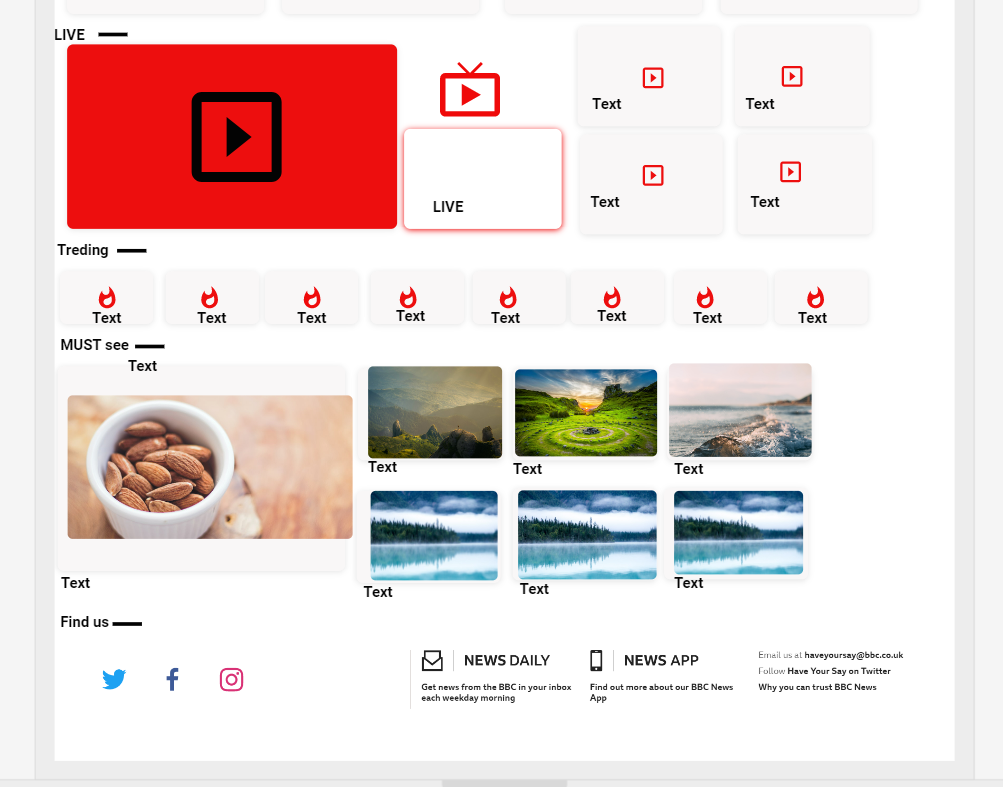 LIVE
Text
Text
LIVE
Text
Text
Treding
Text
Text
Text
Text
Text
Text
Text
Text
MUST see
Text
Text
Text
Text
Text
Text
Text
Text
Find us
NEWS DAILY
Get news from the BBC in your inbox
each weekday morning
NEWS APP
Find out more about our BBC News
App
Email us at haveyoursay@bbc.co.uk
Follow Have Your Say on Twitter
Why you can trust BBC News